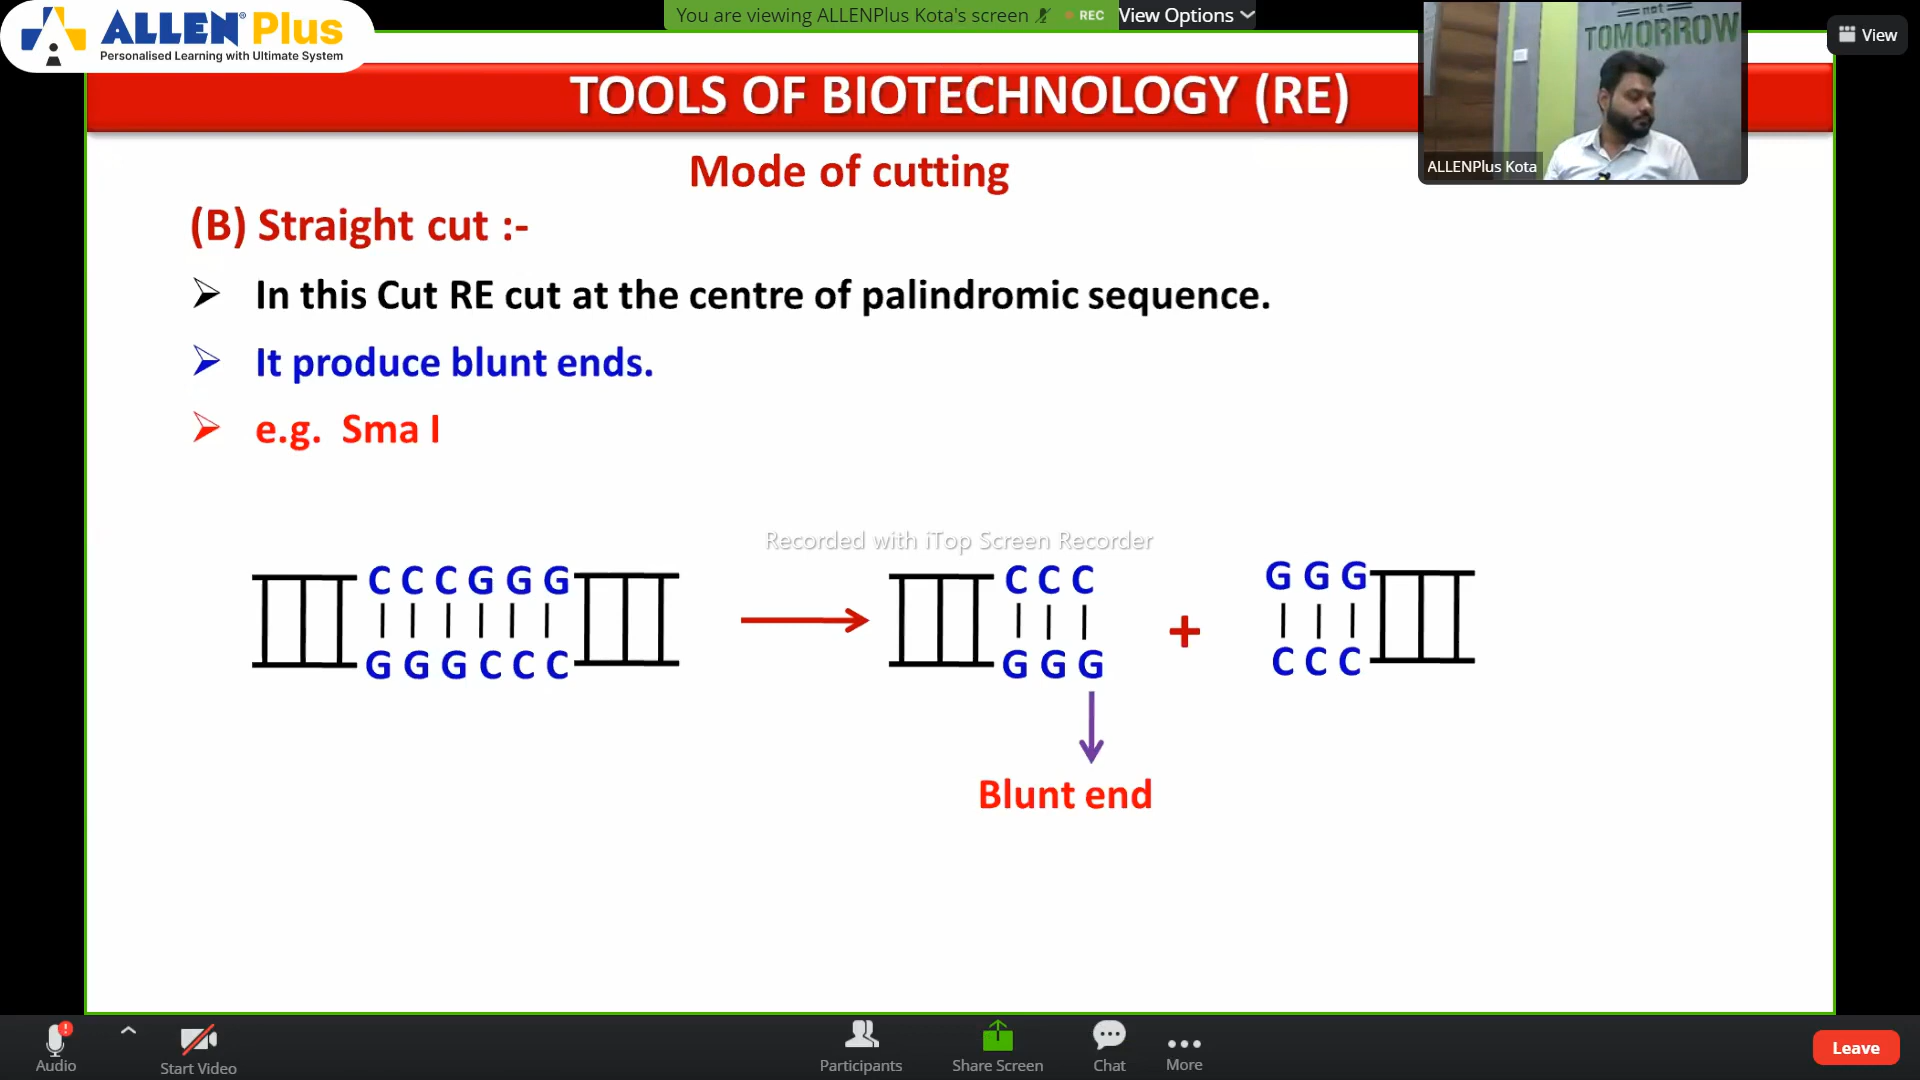 ALLEN® Plus
Personalised Learning with Ultimate System
You are viewing ALLENPlus Kota's screen REC View Options
View
not
TOMORROW
ALLENPlus Kota
TOOLS OF BIOTECHNOLOGY (RE)
Mode of cutting
(B) Straight cut :-
In this Cut RE cut at the centre of palindromic sequence.
It produce blunt ends.
e.g. Sma I
Recorded with iTop Screen Recorder
C C C G G G C C C + G G G
G G G C C C G G G C C C
Blunt end
Audio Start Video Participants Share Screen Chat More Leave